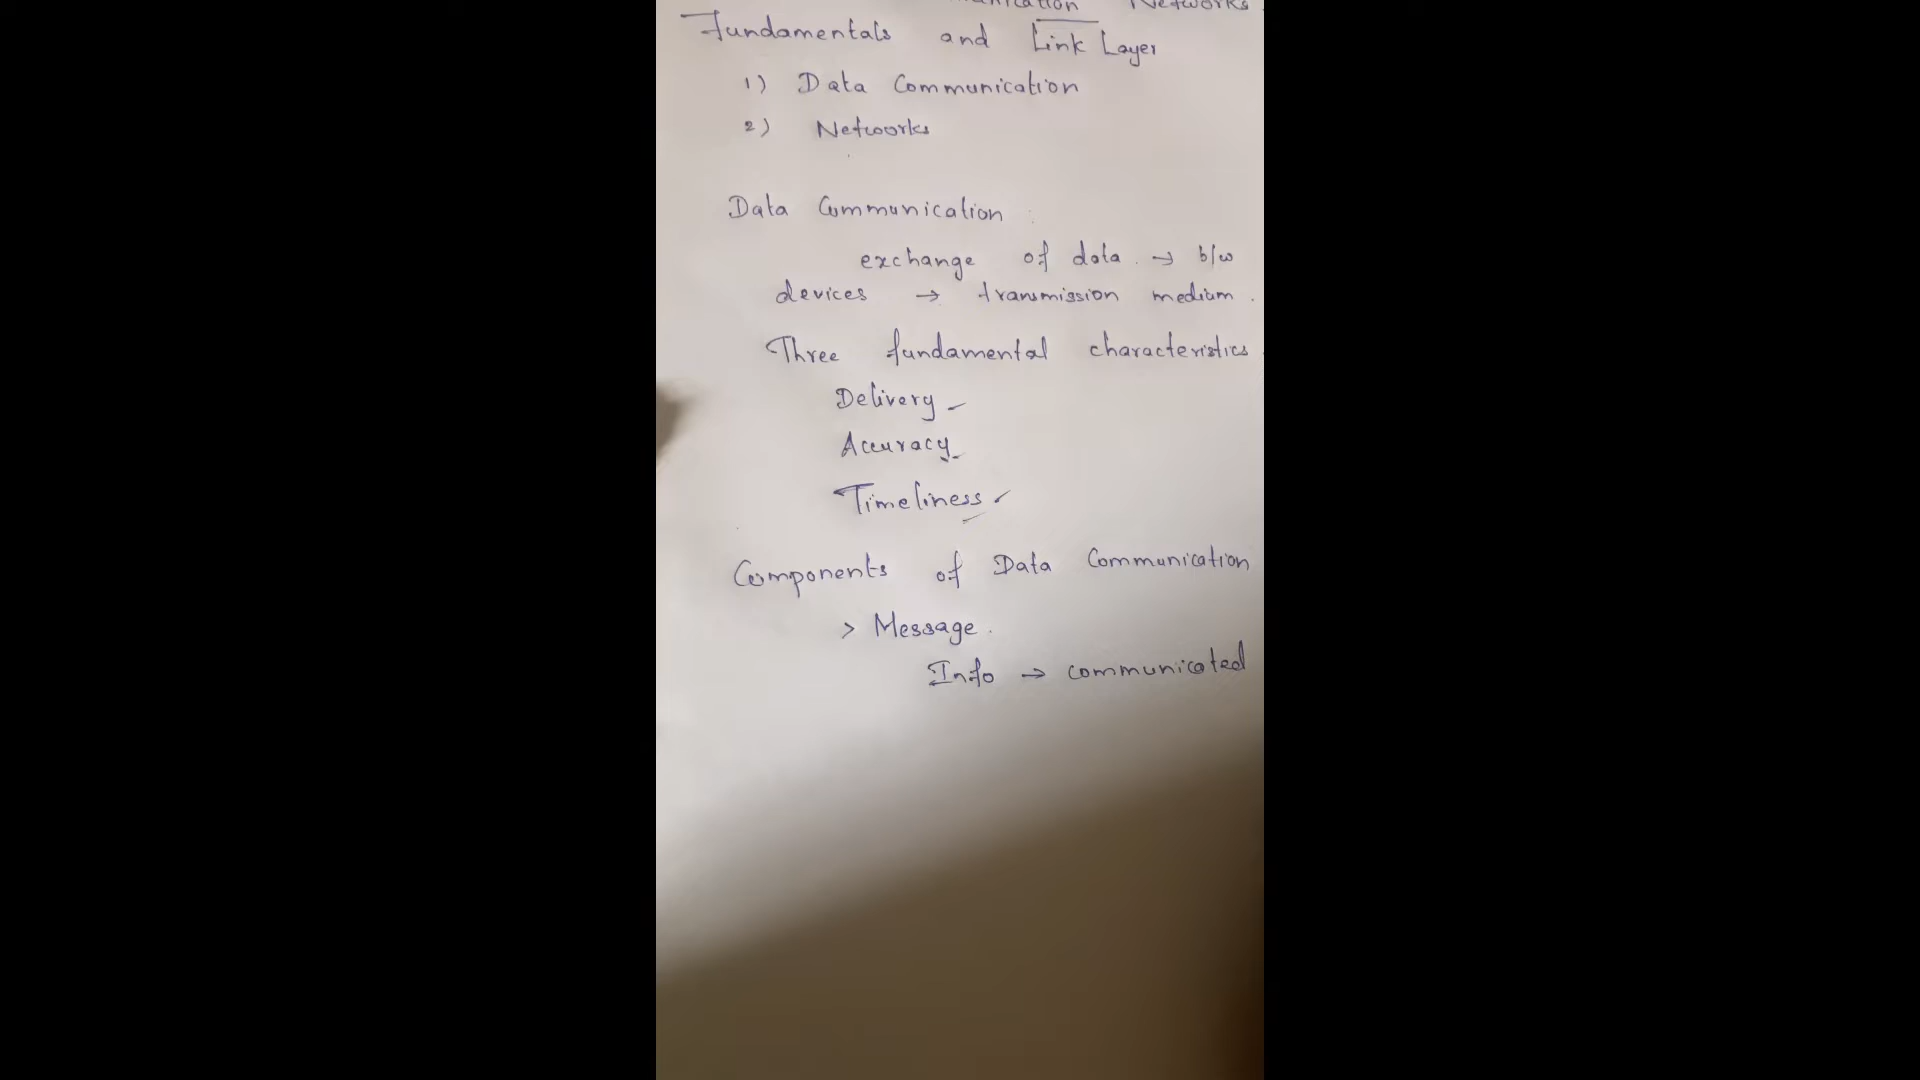 Networks
Fundamentals and Link Layer
1) Data Communication
2) Networks
Data Communication :
exchange of data → b/w
devices → transmission medium.
Three fundamental characteristics
Delivery
Accuracy
Timeliness
Components of Data Communication
> Message.
Info → communicated